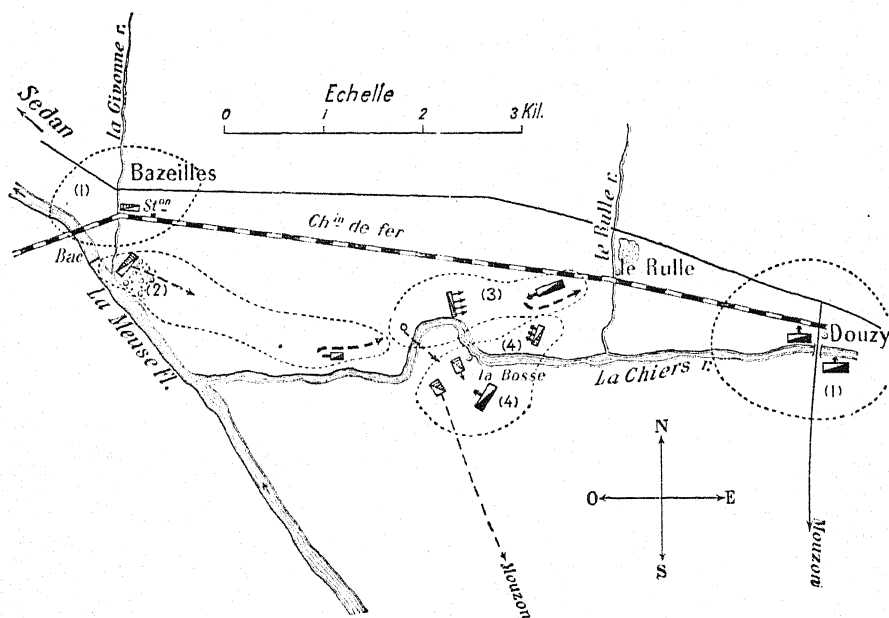 la Givonne r.
Echelle
0 1 2 3 Kil.
Sedan
(1)
Bazeilles
Stᵒⁿ
Chⁱⁿ de fer
le Rulle r.
le Rulle
Bac
(2)
(3)
(4)
Douzy
La Meuse Fl.
la Bosse
La Chiers r.
(4)
(1)
N
O E
S
Mouzon
Mouzon